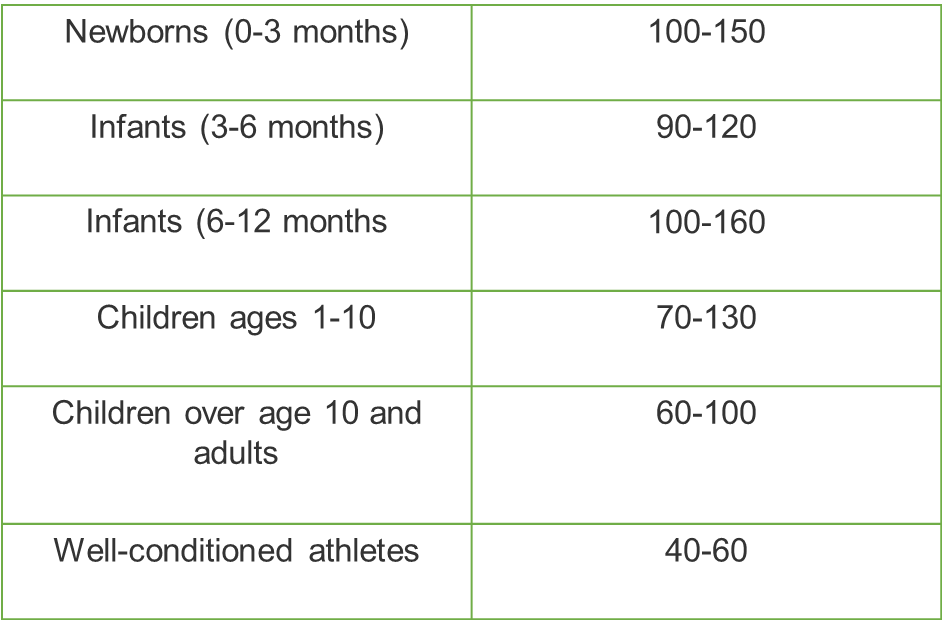 Newborns (0-3 months)
100-150
Infants (3-6 months)
90-120
Infants (6-12 months
100-160
Children ages 1-10
70-130
Children over age 10 and
adults
60-100
Well-conditioned athletes
40-60